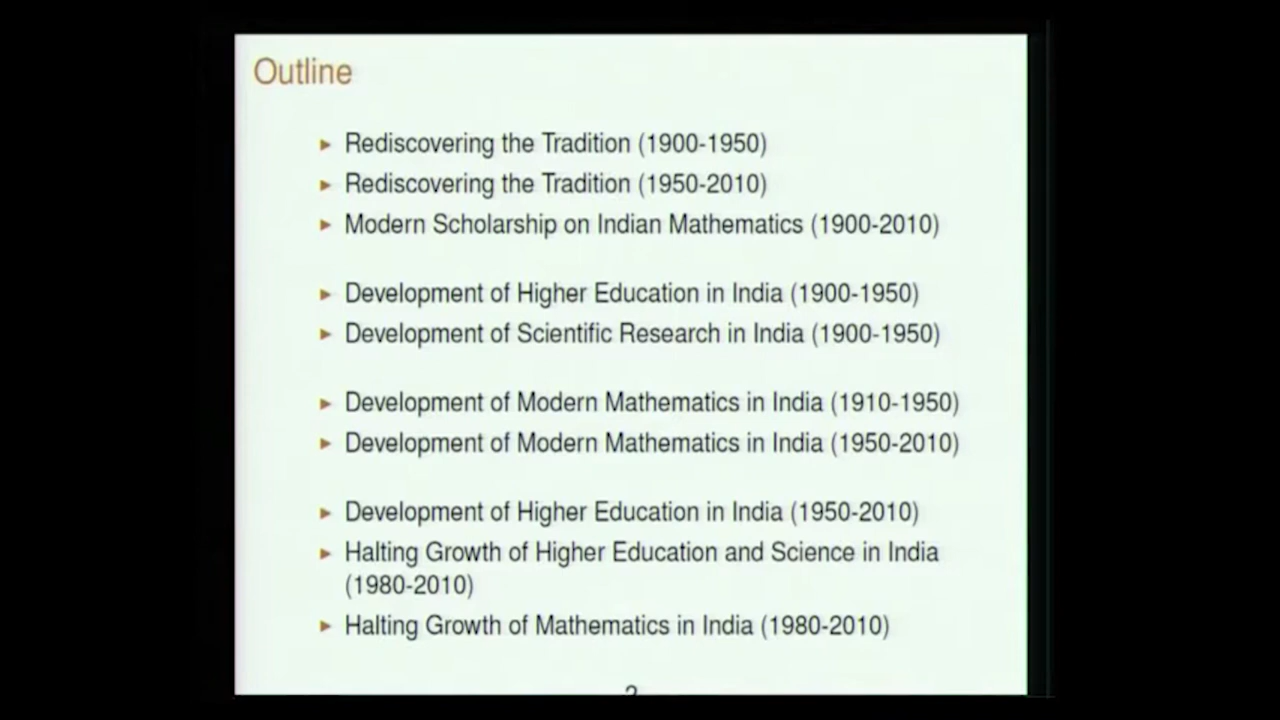 Outline
► Rediscovering the Tradition (1900-1950)
► Rediscovering the Tradition (1950-2010)
► Modern Scholarship on Indian Mathematics (1900-2010)
► Development of Higher Education in India (1900-1950)
► Development of Scientific Research in India (1900-1950)
► Development of Modern Mathematics in India (1910-1950)
► Development of Modern Mathematics in India (1950-2010)
► Development of Higher Education in India (1950-2010)
► Halting Growth of Higher Education and Science in India
(1980-2010)
► Halting Growth of Mathematics in India (1980-2010)